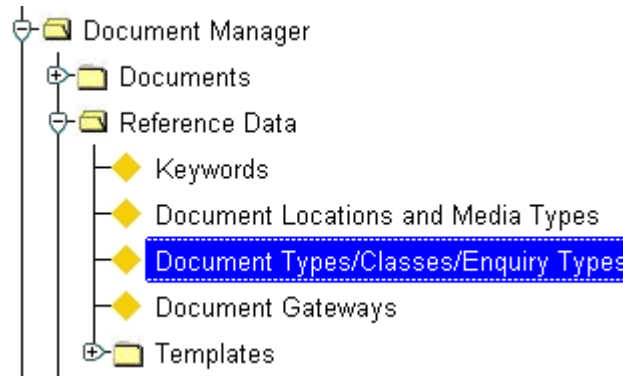 Document Manager
Documents
Reference Data
Keywords
Document Locations and Media Types
Document Types/Classes/Enquiry Types
Document Gateways
Templates